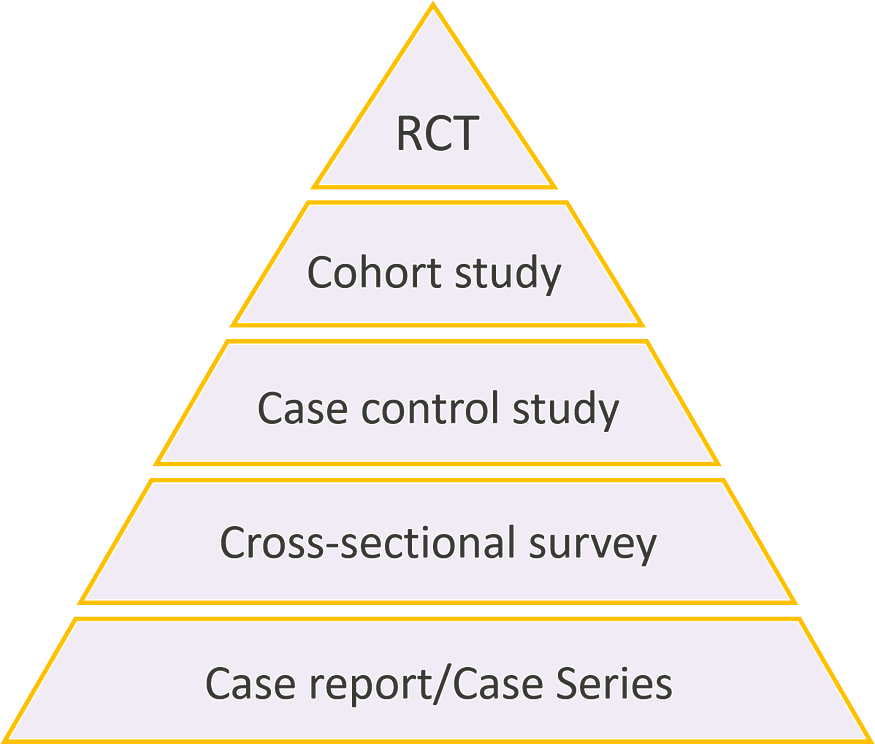 RCT
Cohort study
Case control study
Cross-sectional survey
Case report/Case Series